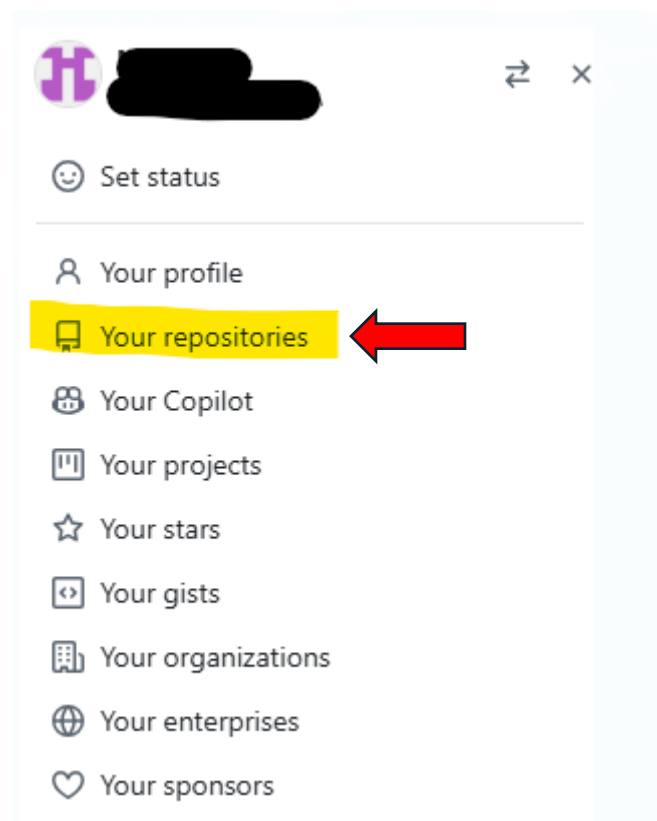 Set status
Your profile
Your repositories
Your Copilot
Your projects
Your stars
Your gists
Your organizations
Your enterprises
Your sponsors